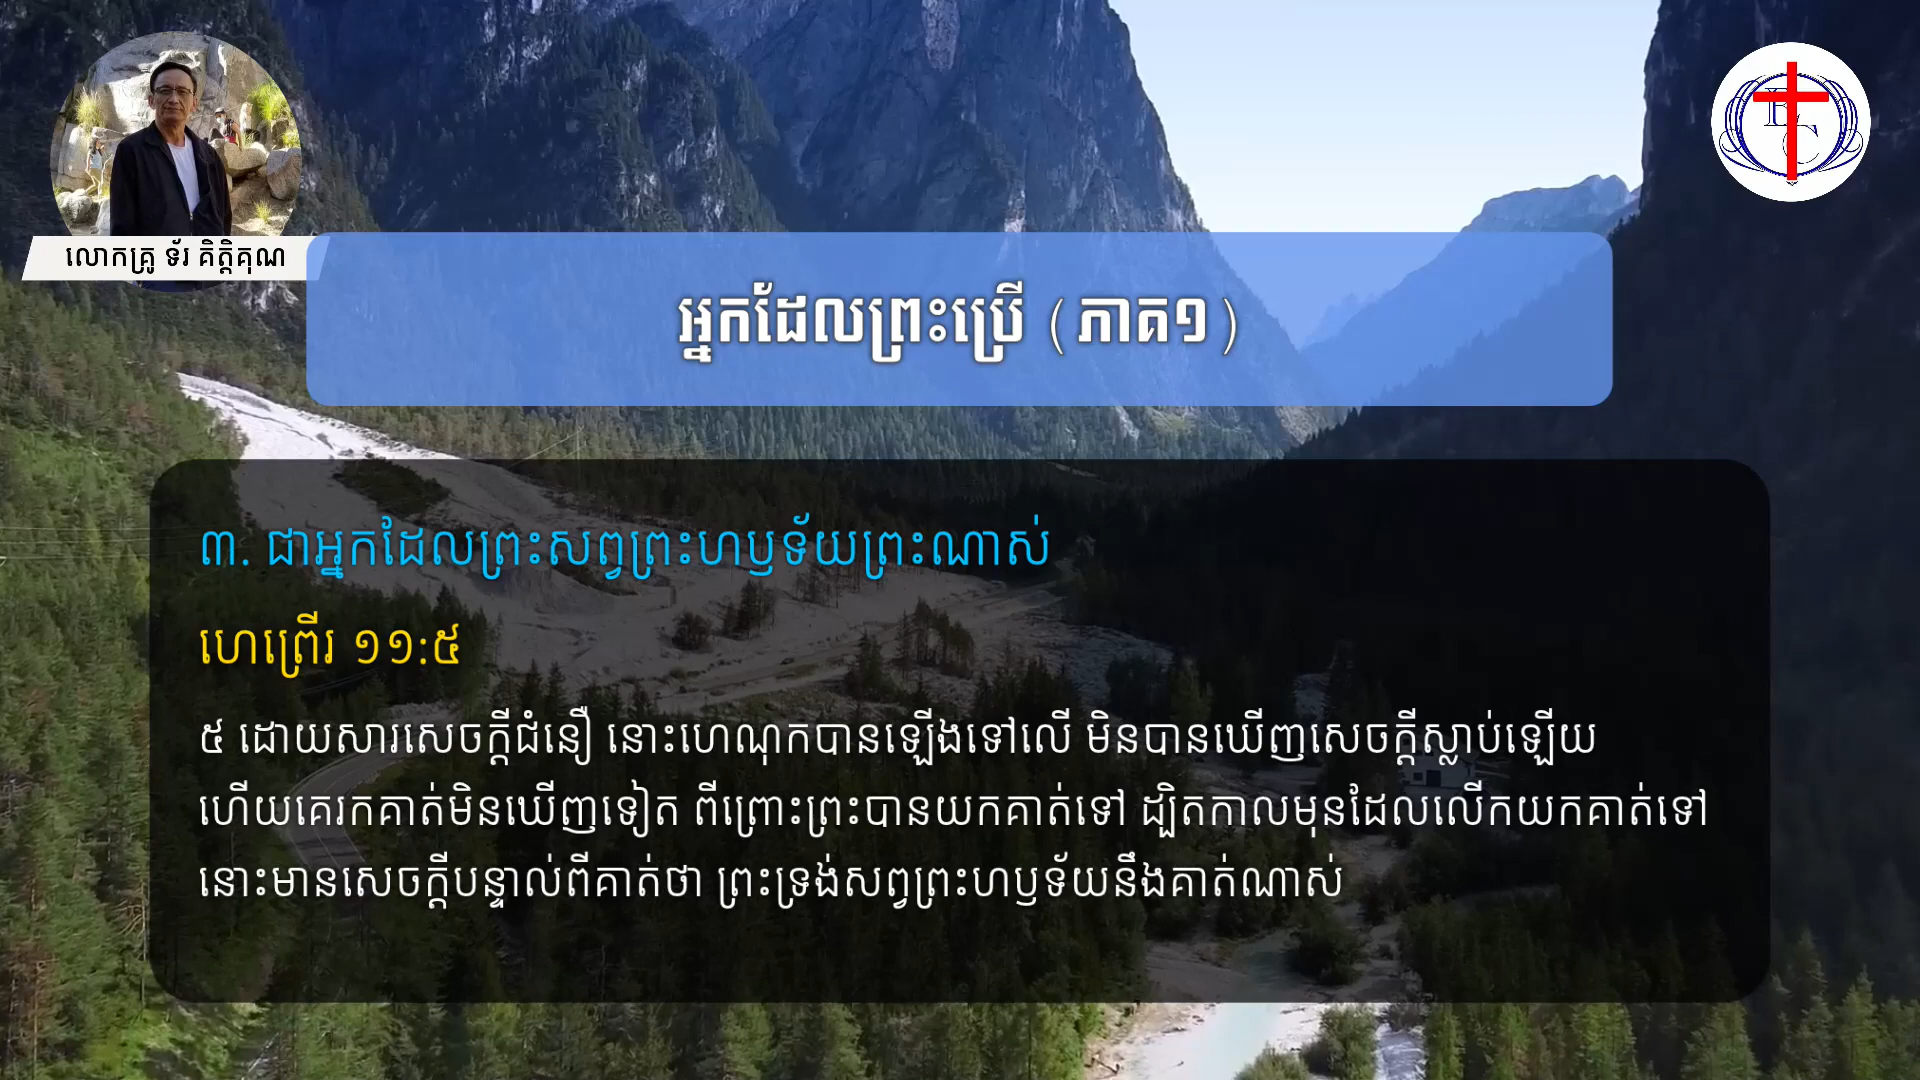 លោកគ្រូ ទ័រ គិត្តិគុណ
EC
អ្នកដែលព្រះប្រើ (ភាគ១)
៣. ជាអ្នកដែលព្រះសព្វព្រះហឫទ័យព្រះណាស់
ហេព្រើរ ១១:៥
៥ ដោយសារសេចក្ដីជំនឿ នោះហេណុកបានឡើងទៅលើ មិនបានឃើញសេចក្ដីស្លាប់ឡើយ
ហើយគេរកគាត់មិនឃើញទៀត ពីព្រោះព្រះបានយកគាត់ទៅ ដ្បិតកាលមុនដែលលើកយកគាត់ទៅ
នោះមានសេចក្ដីបន្ទាល់ពីគាត់ថា ព្រះទ្រង់សព្វព្រះហឫទ័យនឹងគាត់ណាស់